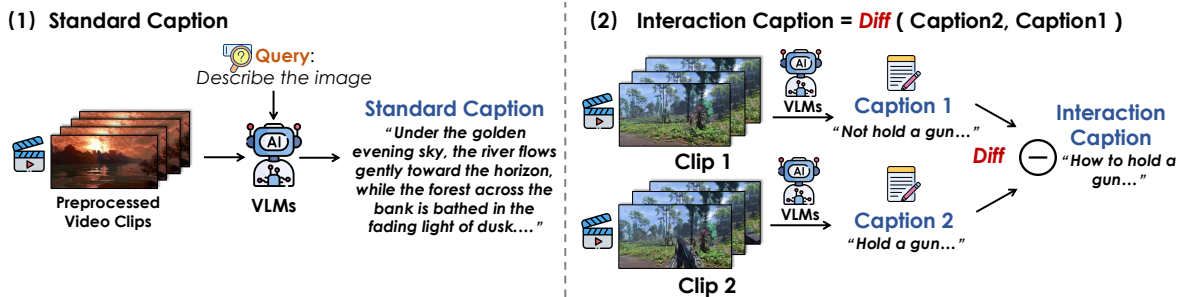 (1) Standard Caption
Query:
Describe the image
Preprocessed
Video Clips
AI
VLMs
Standard Caption
“Under the golden
evening sky, the river flows
gently toward the horizon,
while the forest across the
bank is bathed in the
fading light of dusk....”
(2) Interaction Caption = Diff ( Caption2, Caption1 )
Clip 1
AI
VLMs
Caption 1
“Not hold a gun...”
Clip 2
AI
VLMs
Caption 2
“Hold a gun...”
Diff
Interaction
Caption
“How to hold a
gun...”